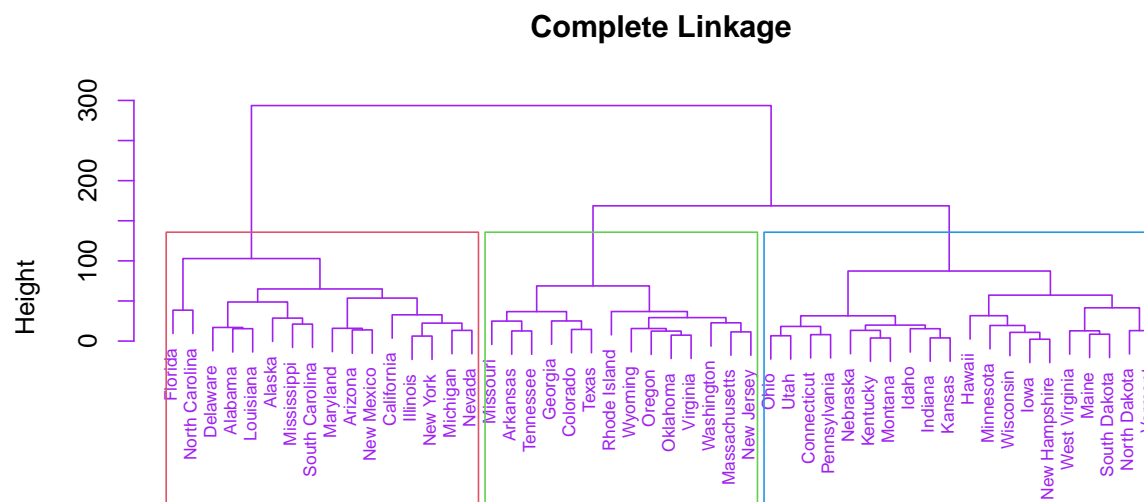 Complete Linkage
Height
0
100
200
300
Florida
North Carolina
Delaware
Alabama
Louisiana
Alaska
Mississippi
South Carolina
Maryland
Arizona
New Mexico
California
Illinois
New York
Michigan
Nevada
Missouri
Arkansas
Tennessee
Georgia
Colorado
Texas
Rhode Island
Wyoming
Oregon
Oklahoma
Virginia
Washington
Massachusetts
New Jersey
Ohio
Utah
Connecticut
Pennsylvania
Nebraska
Kentucky
Montana
Idaho
Indiana
Kansas
Hawaii
Minnesota
Wisconsin
Iowa
New Hampshire
West Virginia
Maine
South Dakota
North Dakota